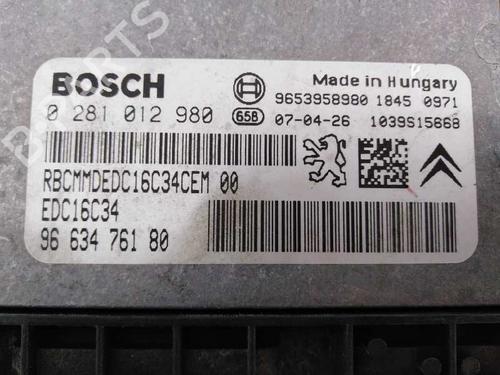 BOSCH
Made in Hungary
9653958980 1845 0971
0 281 012 980
658
07-04-26
1039S15668
RBCMMDEDC16C34CEM 00
EDC16C34
96 634 761 80
B-PARTS